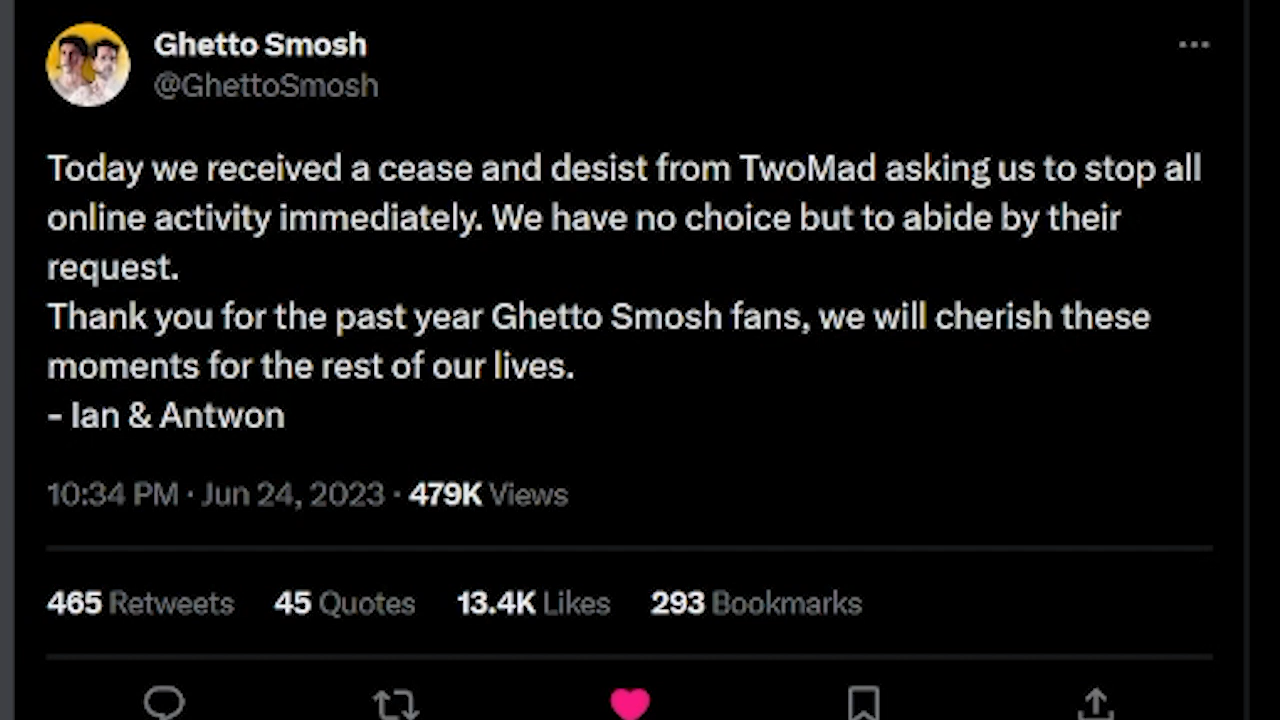 Ghetto Smosh
@GhettoSmosh
Today we received a cease and desist from TwoMad asking us to stop all
online activity immediately. We have no choice but to abide by their
request.
Thank you for the past year Ghetto Smosh fans, we will cherish these
moments for the rest of our lives.
- Ian & Antwon
10:34 PM · Jun 24, 2023 · 479K Views
465 Retweets 45 Quotes 13.4K Likes 293 Bookmarks